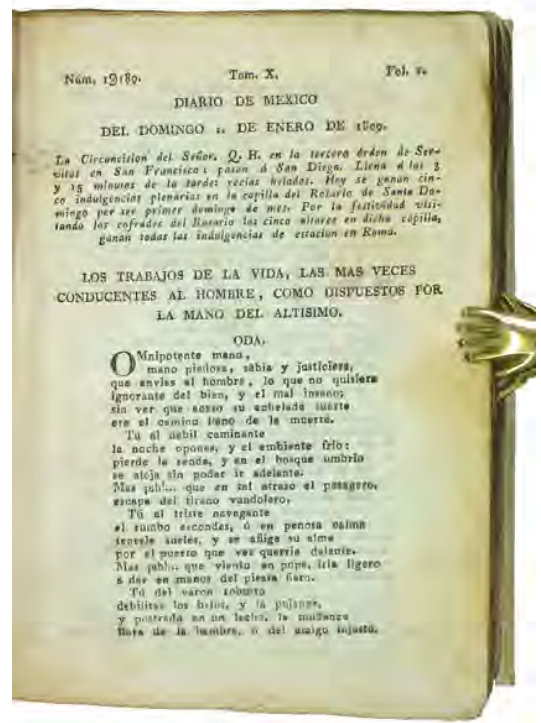 Núm. 19180. Tom. X. Fol. 1.
DIARIO DE MEXICO
DEL DOMINGO 1. DE ENERO DE 1809.
La Circuncision del Señor. Q. H. en la tercera órden de Ser-
vitas en San Francisco: pasan á San Diego. Llena á las 3
y 15 minutos de la tarde: recias heladas. Hoy se ganan cin-
co indulgencias plenarias en la capilla del Rosario de Santo Do-
mingo por ser primer domingo de mes. Por la festividad visi-
tando los cofrades del Rosario los cinco altares en dicha capilla,
ganan todas las indulgencias de estacion en Roma.
LOS TRABAJOS DE LA VIDA, LAS MAS VECES
CONDUCENTES AL HOMBRE, COMO DISPUESTOS POR
LA MANO DEL ALTISIMO.
ODA.
OMnipotente mano,
mano piedosa, sábia y justiciera,
que envias al hombre, lo que no quisiera
ignorante del bien, y el mal insano;
sin ver que acaso su anhelada suerte
era el camino llano de la muerte.
Tú al debil caminante
la noche opones, y el embiente frio:
pierde la senda, y en el bosque umbrio
se aloja sin poder ir adelante.
Mas ¡ah!... que en tal atraso el pasagero,
escapa del tirano vandolero.
Tú al triste navegante
el rumbo escondes, ó en penosa calma
tenerle sueles, y se aflige su alma
por el puerto que ver querria delante.
Mas ¡ah!... que viento en popa, iria ligero
á dar en manos del pirata fiero.
Tú del varon robusto
debilitas los brios, y la pujanza,
y postrado en un lecho, la mudanza
llora de la hambre, ó del amigo injusto.